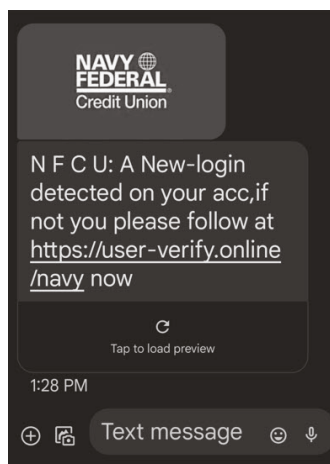 NAVY
FEDERAL
Credit Union
N F C U: A New-login
detected on your acc,if
not you please follow at
https://user-verify.online
/navy now
Tap to load preview
1:28 PM
Text message